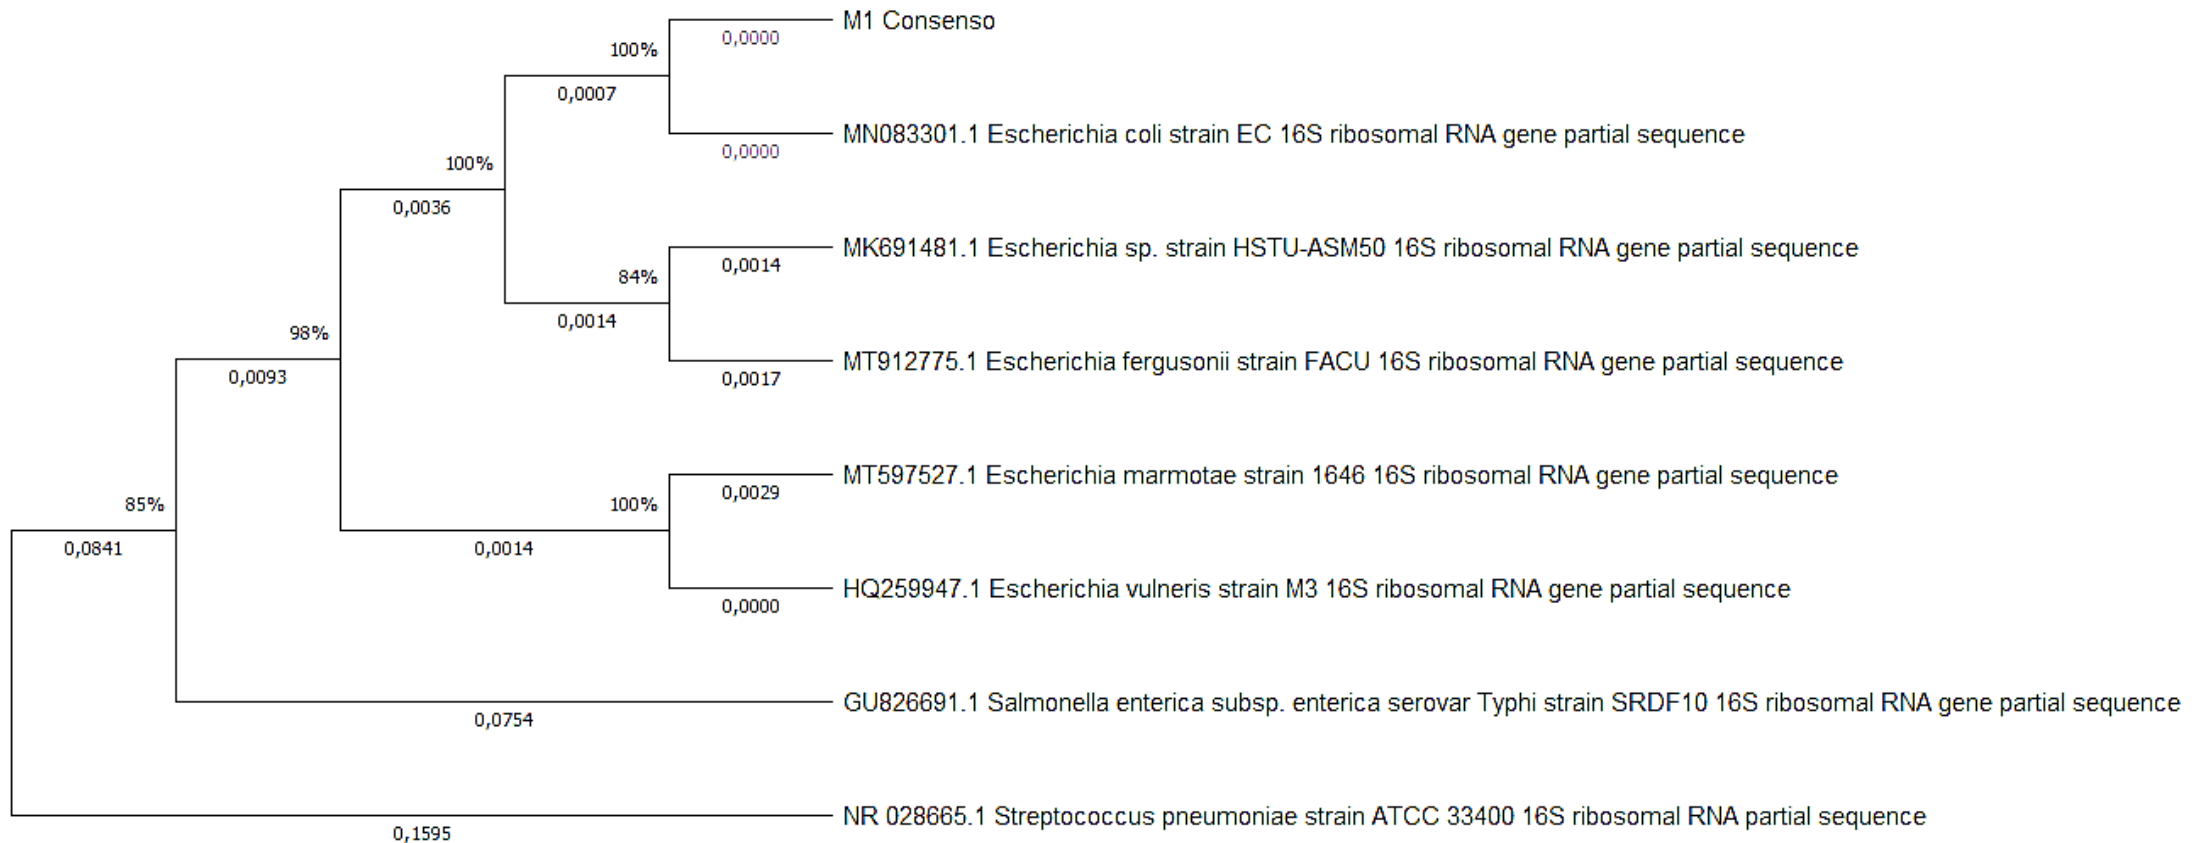 M1 Consenso
0,0000
100%
0,0007
MN083301.1 Escherichia coli strain EC 16S ribosomal RNA gene partial sequence
0,0000
100%
0,0036
MK691481.1 Escherichia sp. strain HSTU-ASM50 16S ribosomal RNA gene partial sequence
0,0014
84%
0,0014
MT912775.1 Escherichia fergusonii strain FACU 16S ribosomal RNA gene partial sequence
0,0017
98%
0,0093
MT597527.1 Escherichia marmotae strain 1646 16S ribosomal RNA gene partial sequence
0,0029
100%
0,0014
85%
0,0841
HQ259947.1 Escherichia vulneris strain M3 16S ribosomal RNA gene partial sequence
0,0000
GU826691.1 Salmonella enterica subsp. enterica serovar Typhi strain SRDF10 16S ribosomal RNA gene partial sequence
0,0754
NR 028665.1 Streptococcus pneumoniae strain ATCC 33400 16S ribosomal RNA partial sequence
0,1595